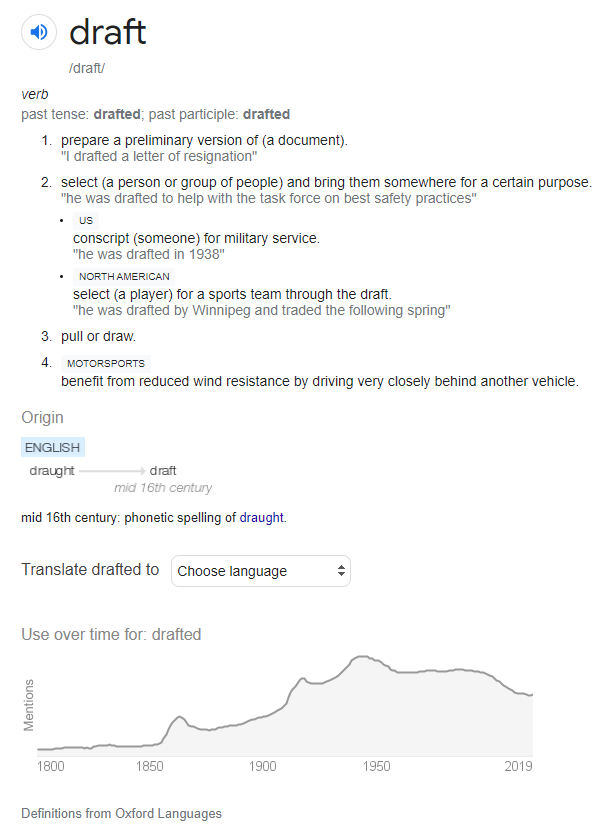 draft
/draft/
verb
past tense: drafted; past participle: drafted
1. prepare a preliminary version of (a document).
"I drafted a letter of resignation"
2. select (a person or group of people) and bring them somewhere for a certain purpose.
"he was drafted to help with the task force on best safety practices"
• US
conscript (someone) for military service.
"he was drafted in 1938"
• NORTH AMERICAN
select (a player) for a sports team through the draft.
"he was drafted by Winnipeg and traded the following spring"
3. pull or draw.
4. MOTORSPORTS
benefit from reduced wind resistance by driving very closely behind another vehicle.
Origin
ENGLISH
draught draft
mid 16th century
mid 16th century: phonetic spelling of draught.
Translate drafted to Choose language
Use over time for: drafted
Mentions
1800 1850 1900 1950 2019
Definitions from Oxford Languages